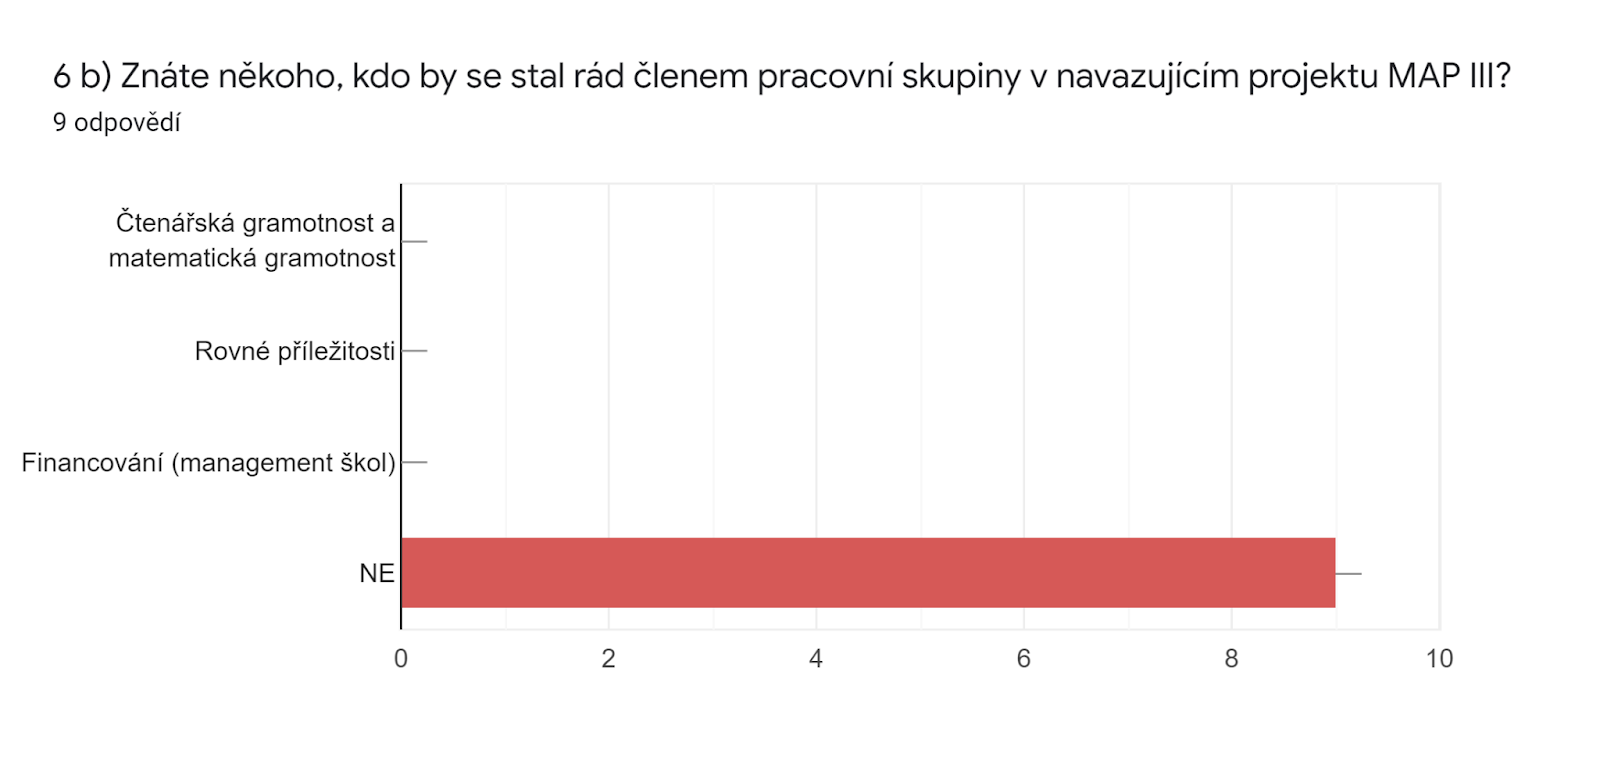 6 b) Znáte někoho, kdo by se stal rád členem pracovní skupiny v navazujícím projektu MAP III?
9 odpovědí
Čtenářská gramotnost a
matematická gramotnost
Rovné příležitosti
Financování (management škol)
NE
0 2 4 6 8 10